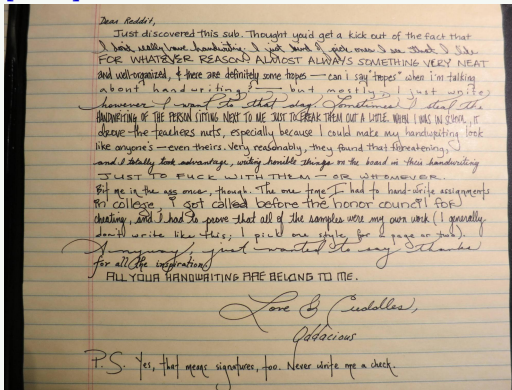 Dear Reddit,
Just discovered this sub. Thought you'd get a kick out of the fact that
I don't really have handwriting. I just kind of pick ones I see that I like
FOR WHATEVER REASON. ALMOST ALWAYS SOMETHING VERY NEAT
and well-organized, & there are definitely some tropes — can i say "tropes" when i'm talking
about handwriting? — but mostly I just write
however I want to that day. Sometimes I steal the
HANDWRITING OF THE PERSON SITTING NEXT TO ME JUST TO FREAK THEM OUT A LITTLE. WHEN I WAS IN SCHOOL, IT
drove the teachers nuts, especially because I could make my handwriting look
like anyone's — even theirs. Very reasonably, they found that threatening,
and I totally took advantage, writing horrible things on the board in their handwriting
JUST TO FUCK WITH THEM — OR WHOMEVER.
Bit me in the ass once, though. The one time I had to hand-write assignments
in college, i got called before the honor council for
cheating, and I had to prove that all of the samples were my own work (I generally
don't write like this; I pick one style for a page or two).
Anyway, just wanted to say thanks
for all the inspiration.
ALL YOUR HANDWRITING ARE BELONG TO ME.
Love & Cuddles,
Oddacious
P.S. Yes, that means signatures, too. Never write me a check.